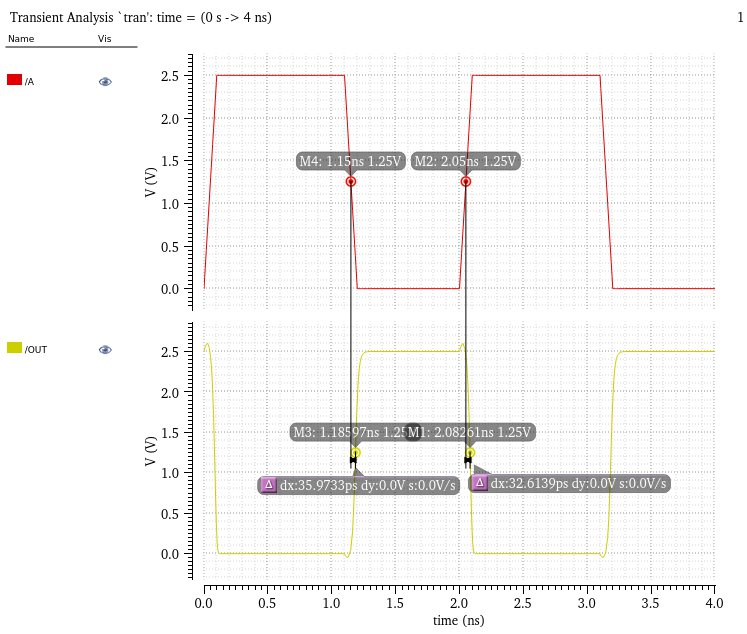 Transient Analysis `tran': time = (0 s -> 4 ns)
1
Name Vis
/A
2.5
2.0
1.5
1.0
0.5
0.0
V (V)
M4: 1.15ns 1.25V
M2: 2.05ns 1.25V
/OUT
2.5
2.0
1.5
1.0
0.5
0.0
V (V)
M3: 1.18597ns 1.25
M1: 2.08261ns 1.25V
Δ dx:35.9733ps dy:0.0V s:0.0V/s
Δ dx:32.6139ps dy:0.0V s:0.0V/s
0.0 0.5 1.0 1.5 2.0 2.5 3.0 3.5 4.0
time (ns)